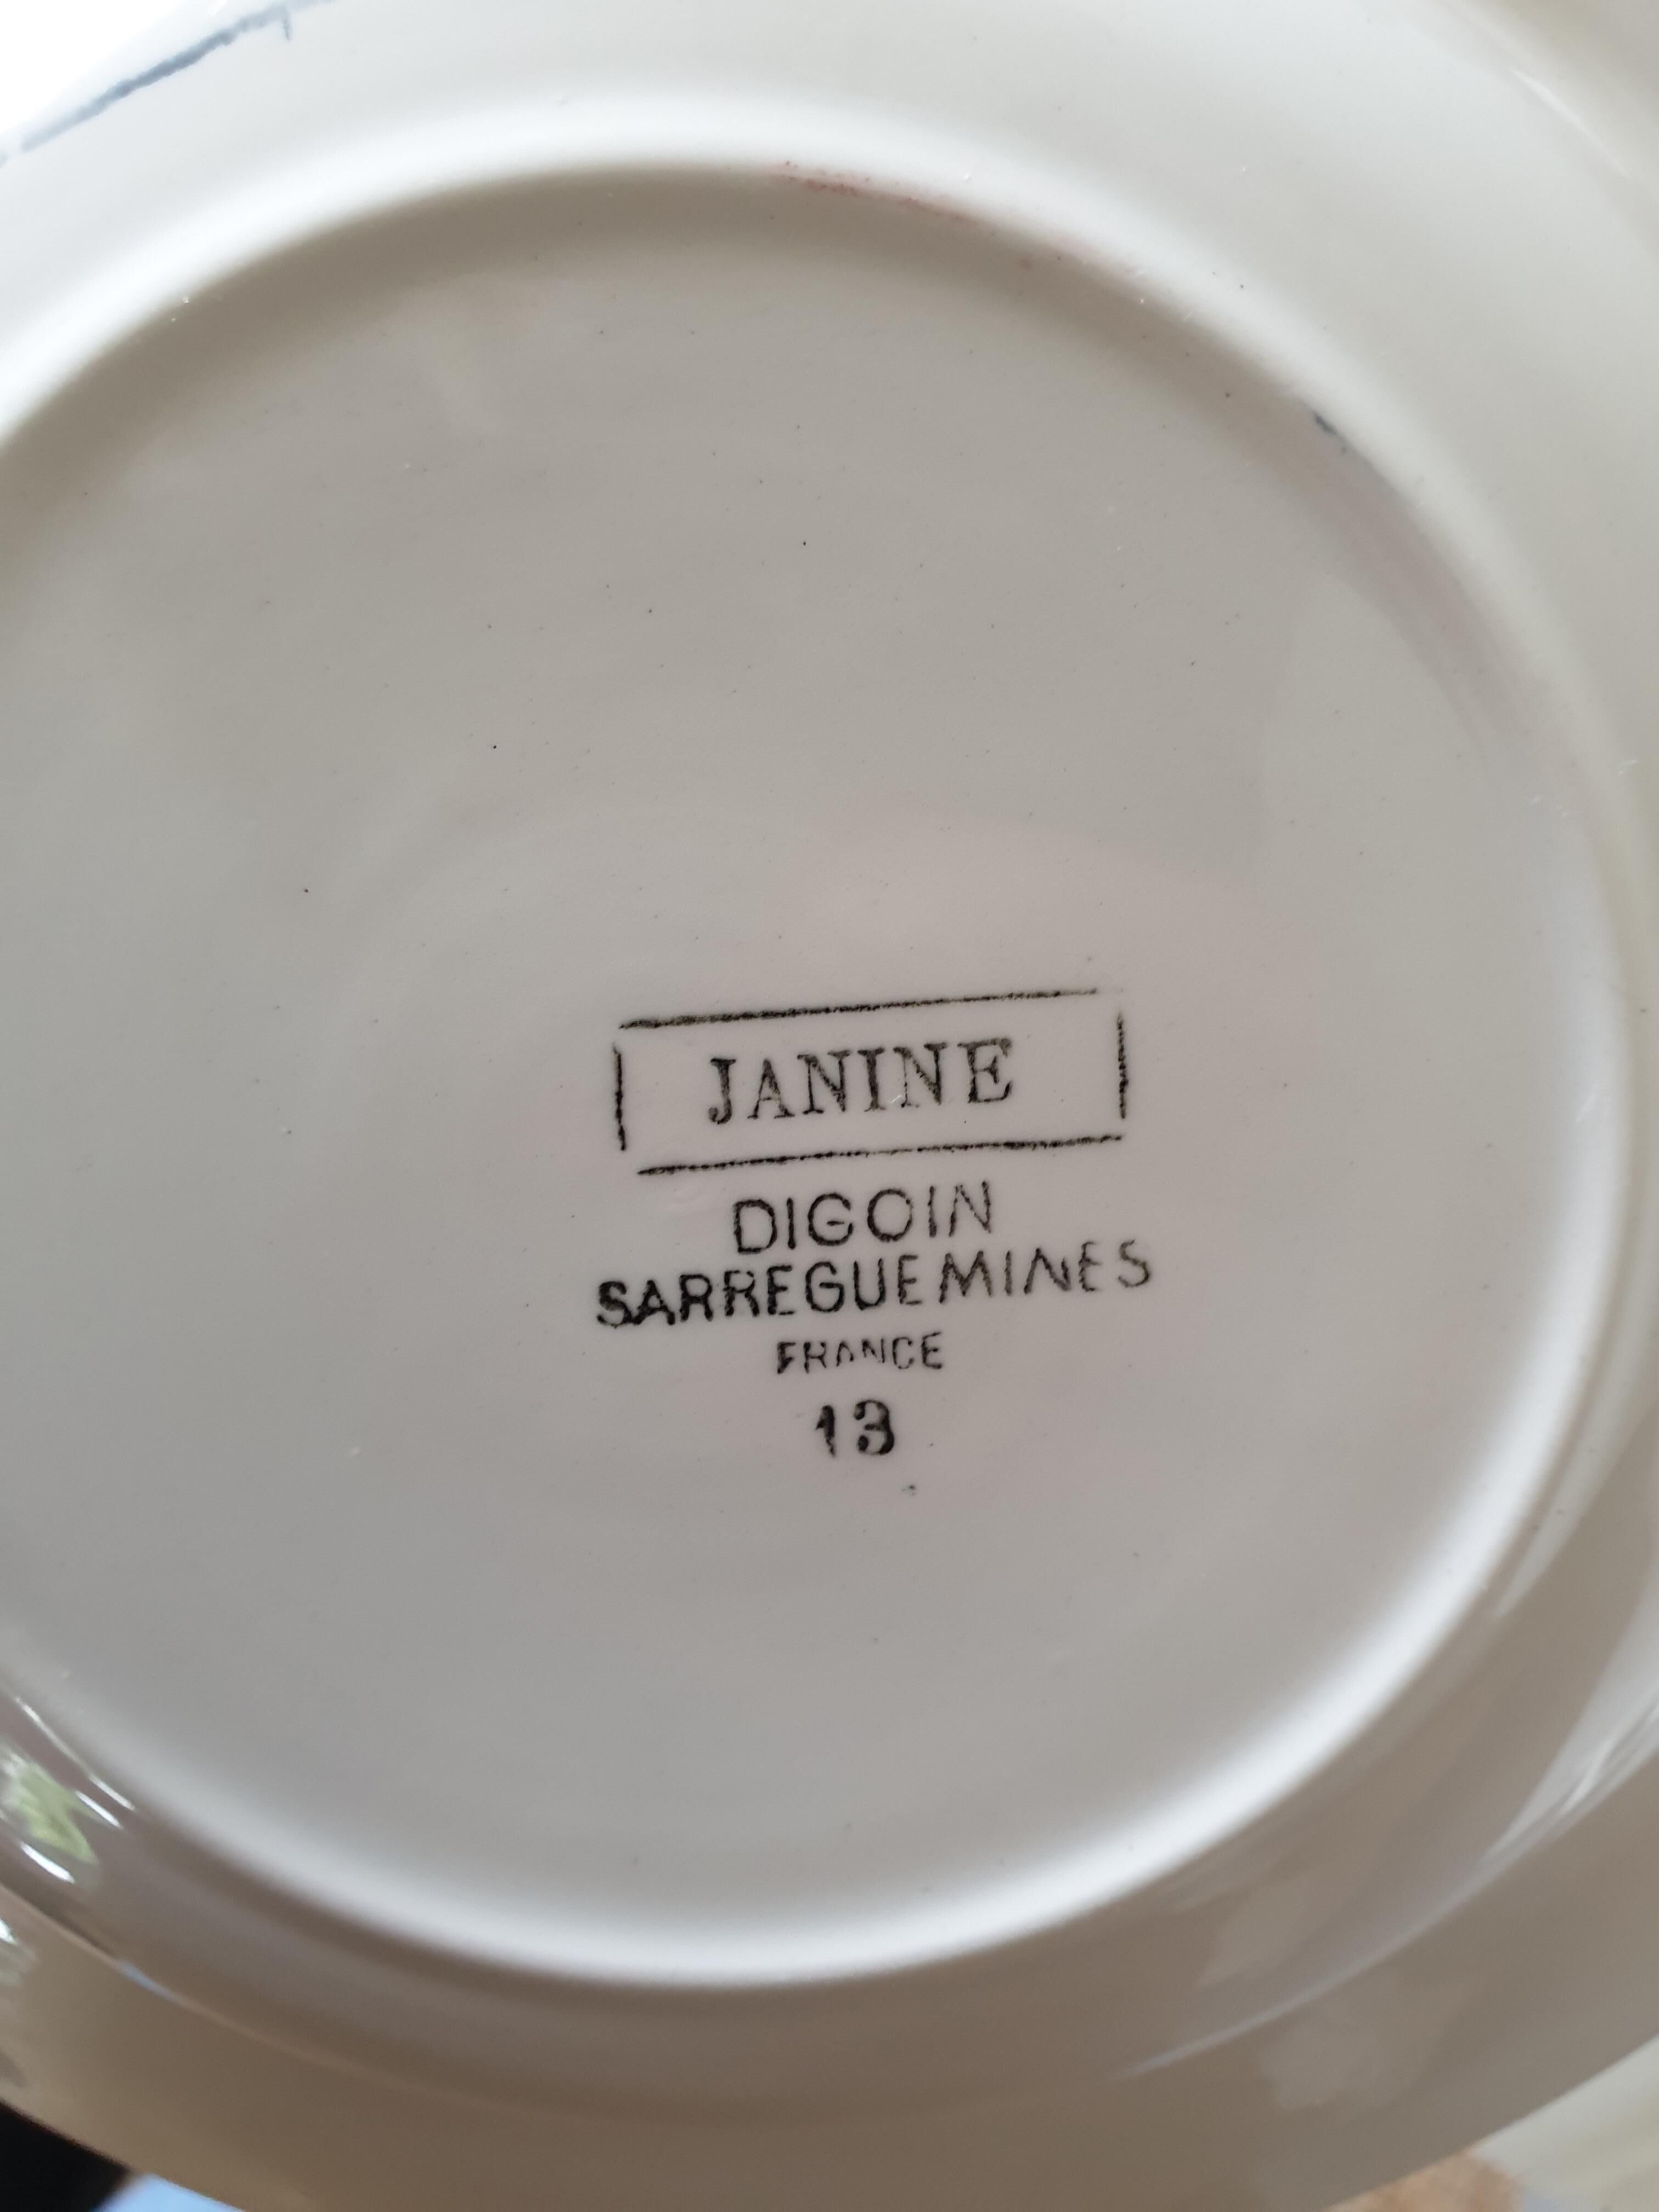 JANINE
DIGOIN
SARREGUEMINES
FRANCE
13